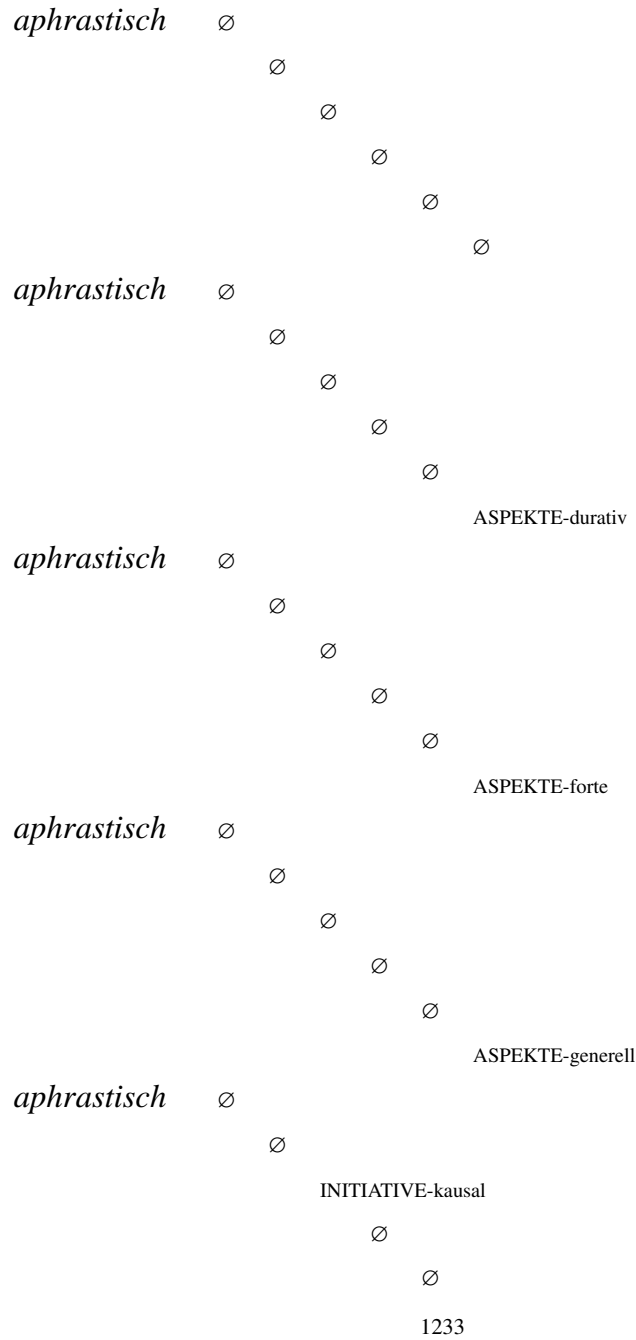 aphrastisch ∅
∅
∅
∅
∅
∅
aphrastisch ∅
∅
∅
∅
∅
ASPEKTE-durativ
aphrastisch ∅
∅
∅
∅
∅
ASPEKTE-forte
aphrastisch ∅
∅
∅
∅
∅
ASPEKTE-generell
aphrastisch ∅
∅
INITIATIVE-kausal
∅
∅
1233